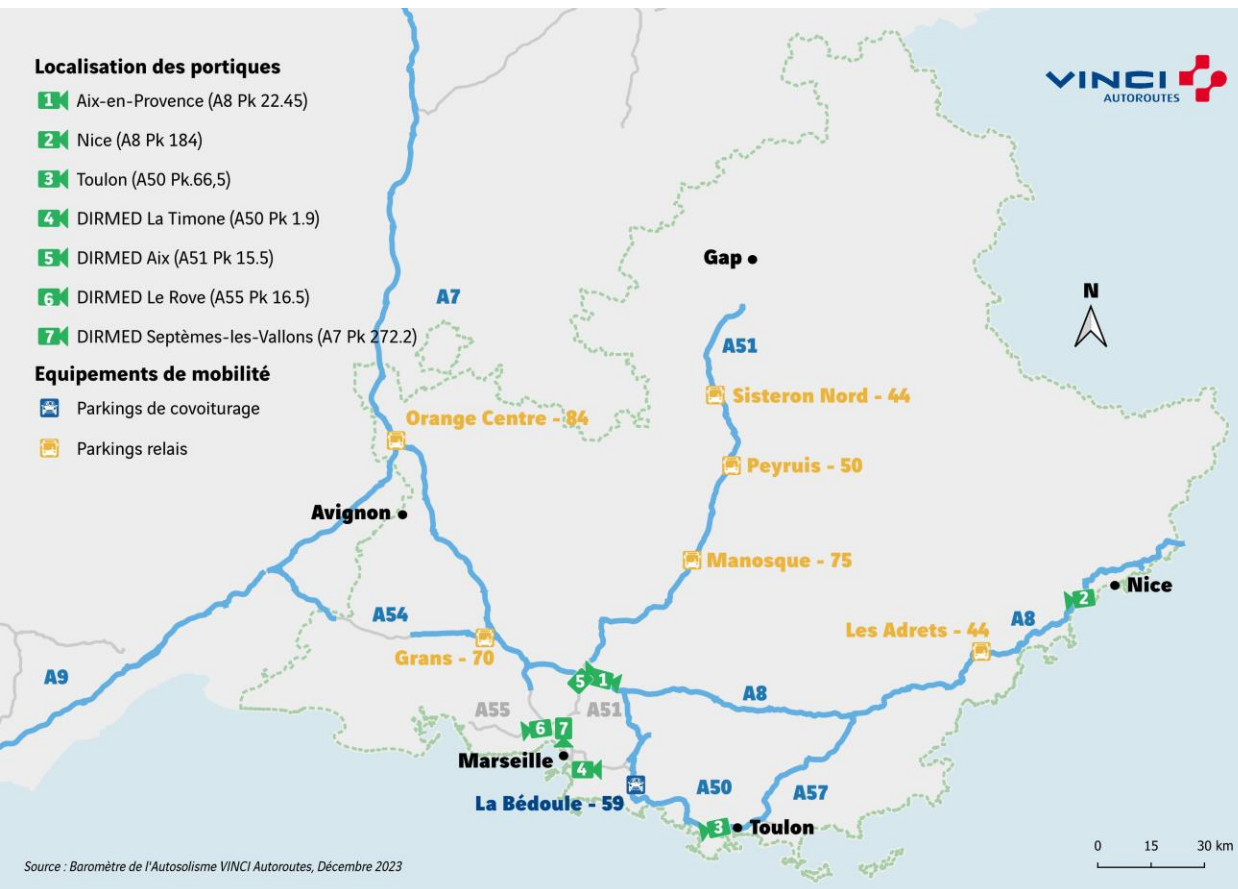 Localisation des portiques
1 Aix-en-Provence (A8 Pk 22.45)
2 Nice (A8 Pk 184)
3 Toulon (A50 Pk.66,5)
4 DIRMED La Timone (A50 Pk 1.9)
5 DIRMED Aix (A51 Pk 15.5)
6 DIRMED Le Rove (A55 Pk 16.5)
7 DIRMED Septèmes-les-Vallons (A7 Pk 272.2)
Equipements de mobilité
Parkings de covoiturage
Parkings relais
VINCI
AUTOROUTES
Gap
N
A7
A51
Sisteron Nord - 44
Orange Centre - 84
Peyruis - 50
Avignon
Manosque - 75
Nice
2
A54
A8
Les Adrets - 44
Grans - 70
A9
5
1
A8
A55
A51
6
7
Marseille
4
La Bédoule - 59
A50
A57
3
Toulon
0 15 30 km
Source : Baromètre de l'Autosolisme VINCI Autoroutes, Décembre 2023